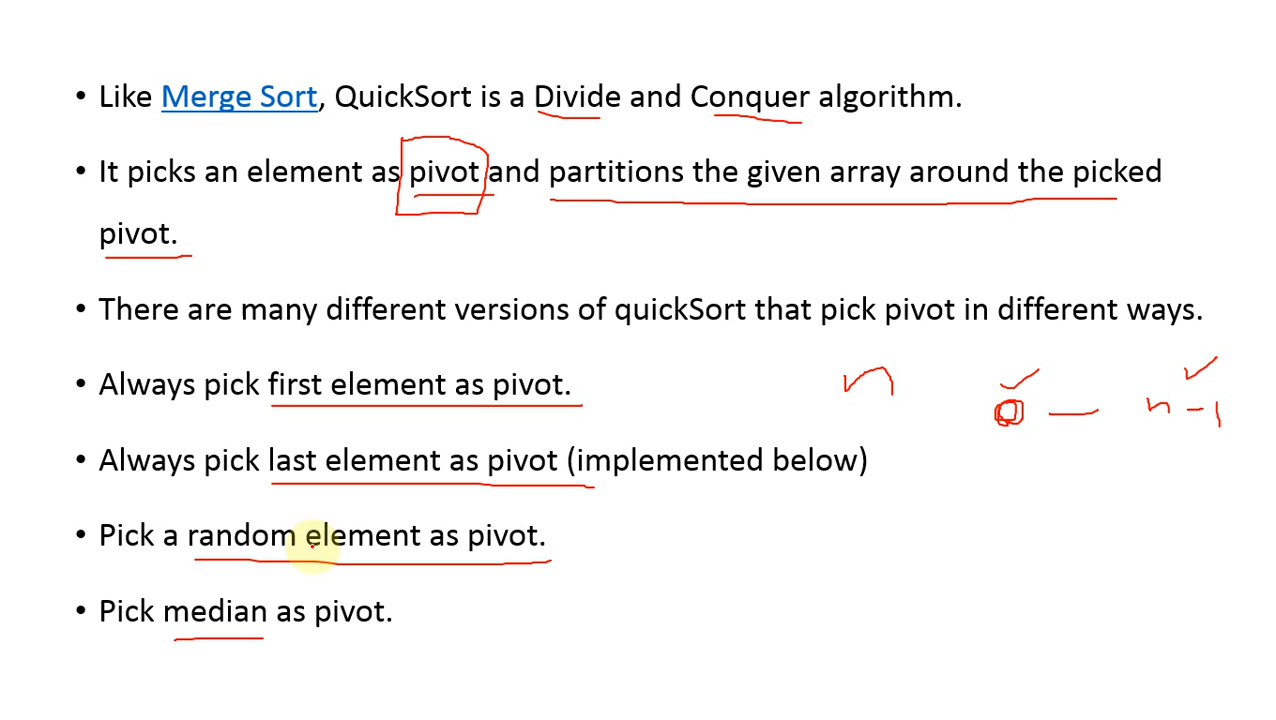 • Like Merge Sort, QuickSort is a Divide and Conquer algorithm.
• It picks an element as pivot and partitions the given array around the picked
pivot.
• There are many different versions of quickSort that pick pivot in different ways.
• Always pick first element as pivot.
n 0 — n-1
• Always pick last element as pivot (implemented below)
• Pick a random element as pivot.
• Pick median as pivot.